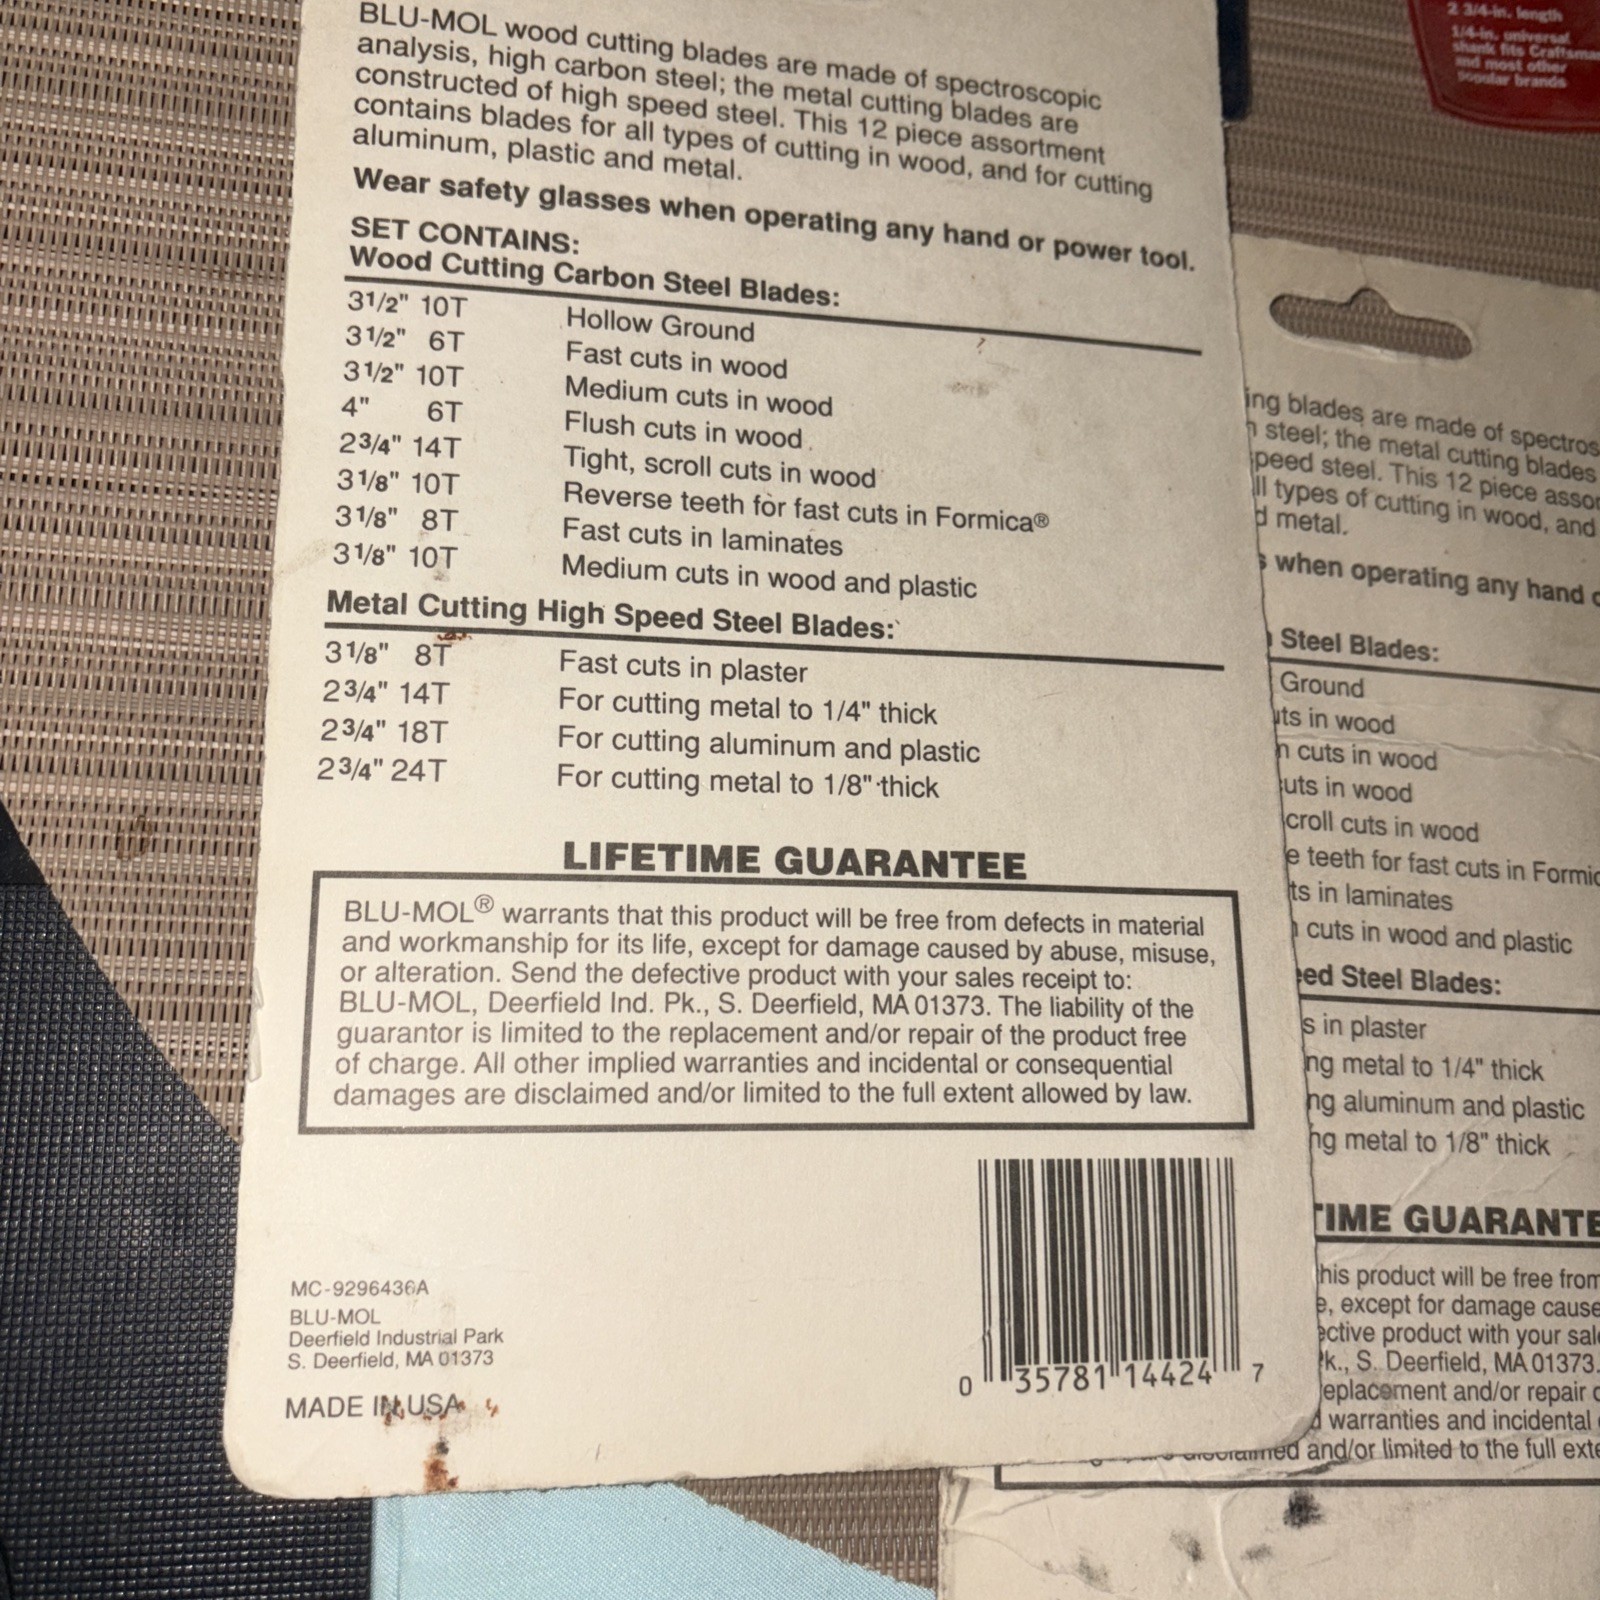 BLU-MOL wood cutting blades are made of spectroscopic
analysis, high carbon steel; the metal cutting blades are
constructed of high speed steel. This 12 piece assortment
contains blades for all types of cutting in wood, and for cutting
aluminum, plastic and metal.
Wear safety glasses when operating any hand or power tool.
SET CONTAINS:
Wood Cutting Carbon Steel Blades:
3 1/2" 10T Hollow Ground
3 1/2" 6T Fast cuts in wood
3 1/2" 10T Medium cuts in wood
4" 6T Flush cuts in wood
2 3/4" 14T Tight, scroll cuts in wood
3 1/8" 10T Reverse teeth for fast cuts in Formica®
3 1/8" 8T Fast cuts in laminates
3 1/8" 10T Medium cuts in wood and plastic
Metal Cutting High Speed Steel Blades:
3 1/8" 8T Fast cuts in plaster
2 3/4" 14T For cutting metal to 1/4" thick
2 3/4" 18T For cutting aluminum and plastic
2 3/4" 24T For cutting metal to 1/8" thick
LIFETIME GUARANTEE
BLU-MOL® warrants that this product will be free from defects in material
and workmanship for its life, except for damage caused by abuse, misuse,
or alteration. Send the defective product with your sales receipt to:
BLU-MOL, Deerfield Ind. Pk., S. Deerfield, MA 01373. The liability of the
guarantor is limited to the replacement and/or repair of the product free
of charge. All other implied warranties and incidental or consequential
damages are disclaimed and/or limited to the full extent allowed by law.
MC-9296436A
BLU-MOL
Deerfield Industrial Park
S. Deerfield, MA 01373
MADE IN USA
0 35781 14424 7
2 3/4-in. length
1/4-in. universal
shank fits Craftsman
and most other
popular brands
ing blades are made of spectros
steel; the metal cutting blades
peed steel. This 12 piece assor
ll types of cutting in wood, and
d metal.
s when operating any hand
Steel Blades:
Ground
uts in wood
cuts in wood
uts in wood
croll cuts in wood
e teeth for fast cuts in Formic
ts in laminates
cuts in wood and plastic
eed Steel Blades:
s in plaster
ng metal to 1/4" thick
ng aluminum and plastic
ng metal to 1/8" thick
TIME GUARANTE
his product will be free from
e, except for damage cause
ective product with your sale
Pk., S. Deerfield, MA 01373.
eplacement and/or repair
warranties and incidental
disclaimed and/or limited to the full exte